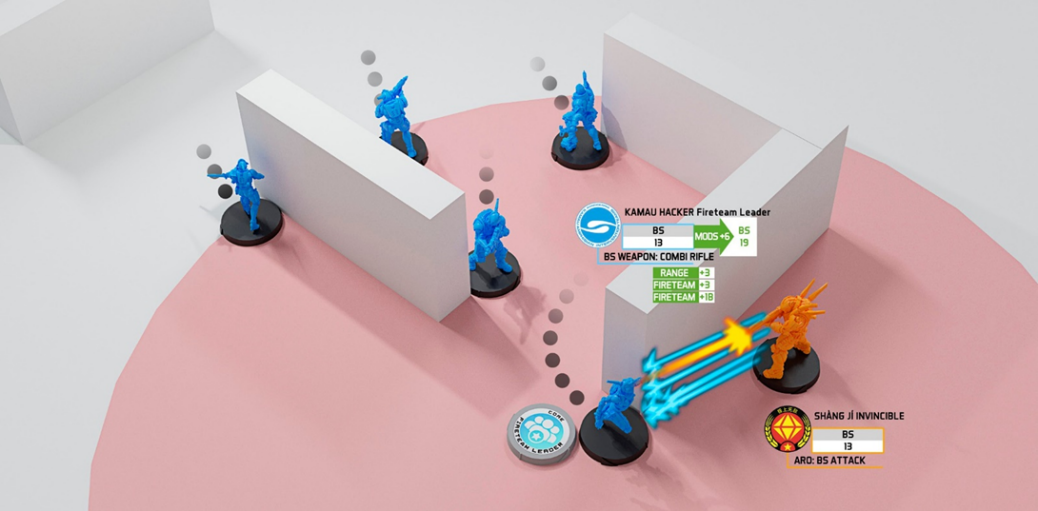 KAMAU HACKER Fireteam Leader
BS
13
MODS +6
BS
19
BS WEAPON: COMBI RIFLE
RANGE +3
FIRETEAM +3
FIRETEAM +1B
CORE
FIRETEAM LEADER
SHÀNG JÍ INVINCIBLE
BS
13
ARO: BS ATTACK